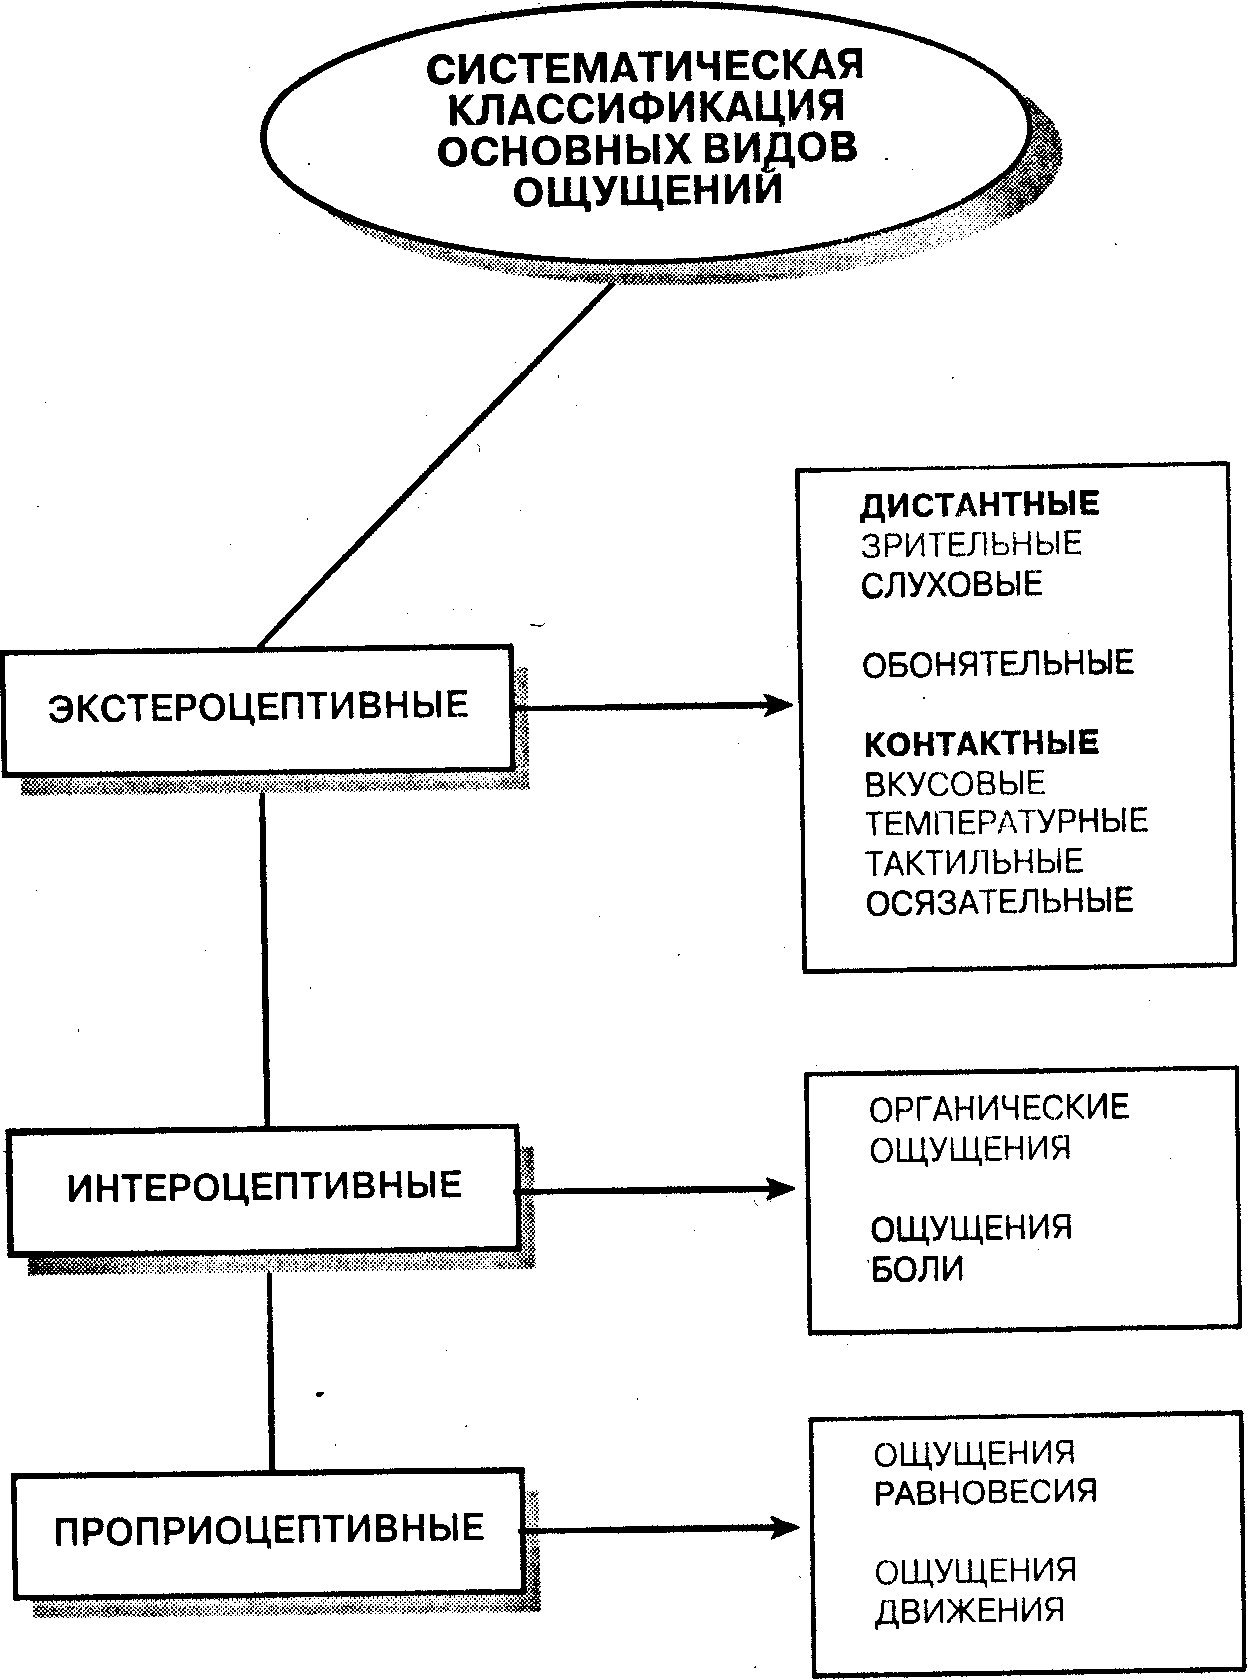 СИСТЕМАТИЧЕСКАЯ
КЛАССИФИКАЦИЯ
ОСНОВНЫХ ВИДОВ
ОЩУЩЕНИЙ
ЭКСТЕРОЦЕПТИВНЫЕ
ДИСТАНТНЫЕ
ЗРИТЕЛЬНЫЕ
СЛУХОВЫЕ
ОБОНЯТЕЛЬНЫЕ
КОНТАКТНЫЕ
ВКУСОВЫЕ
ТЕМПЕРАТУРНЫЕ
ТАКТИЛЬНЫЕ
ОСЯЗАТЕЛЬНЫЕ
ИНТЕРОЦЕПТИВНЫЕ
ОРГАНИЧЕСКИЕ
ОЩУЩЕНИЯ
ОЩУЩЕНИЯ
БОЛИ
ПРОПРИОЦЕПТИВНЫЕ
ОЩУЩЕНИЯ
РАВНОВЕСИЯ
ОЩУЩЕНИЯ
ДВИЖЕНИЯ